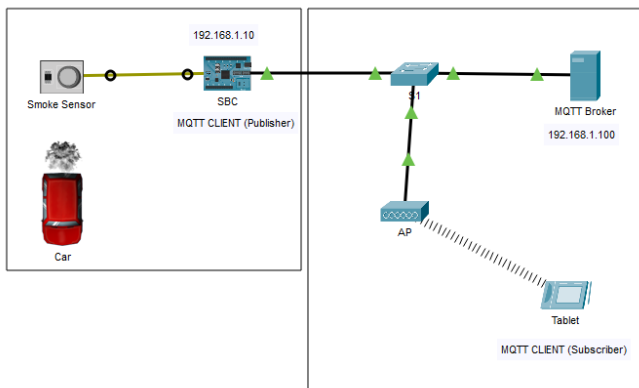 192.168.1.10
Smoke Sensor
SBC
MQTT CLIENT (Publisher)
Car
S1
MQTT Broker
192.168.1.100
AP
Tablet
MQTT CLIENT (Subscriber)